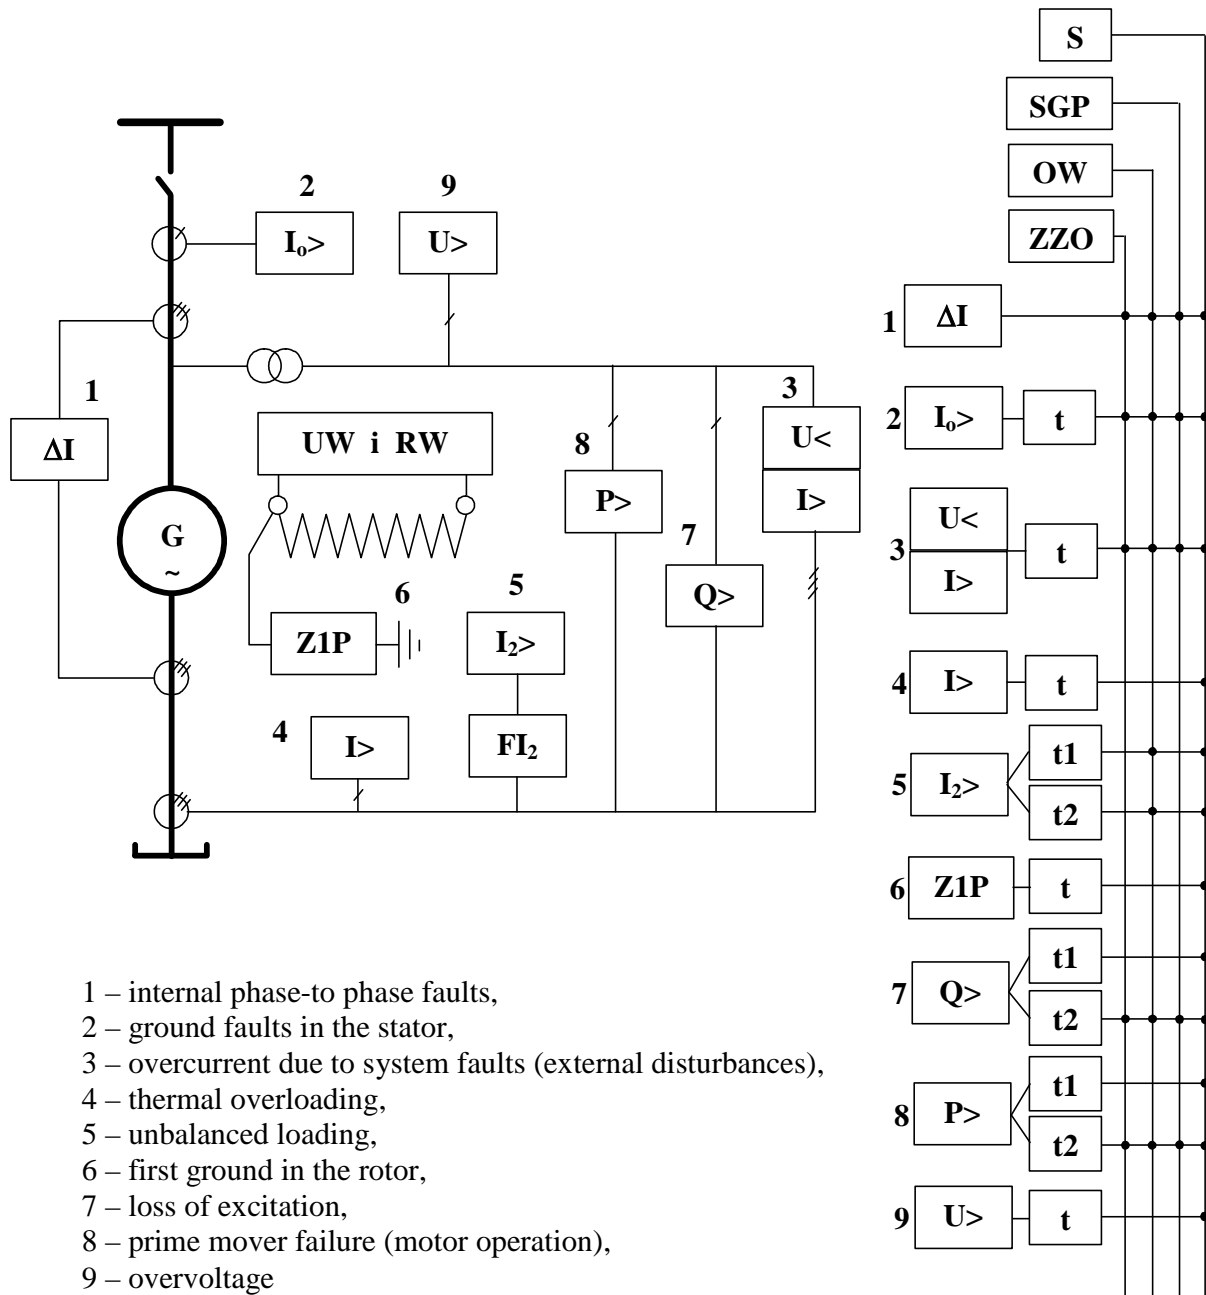 S
SGP
OW
ZZO
2
9
I₀>
U>
1
ΔI
1
ΔI
3
U<
I>
UW i RW
8
P>
2
I₀>
t
G
~
7
Q>
3
U<
I>
t
6
Z1P
5
I₂>
FI₂
4
I>
4
I>
t
5
I₂>
t1
t2
6
Z1P
t
7
Q>
t1
t2
8
P>
t1
t2
9
U>
t
1 – internal phase-to phase faults,
2 – ground faults in the stator,
3 – overcurrent due to system faults (external disturbances),
4 – thermal overloading,
5 – unbalanced loading,
6 – first ground in the rotor,
7 – loss of excitation,
8 – prime mover failure (motor operation),
9 – overvoltage